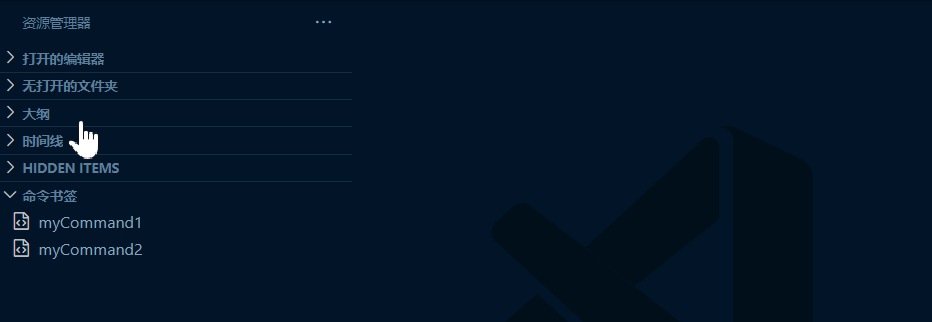 资源管理器
打开的编辑器
无打开的文件夹
大纲
时间线
HIDDEN ITEMS
命令书签
myCommand1
myCommand2